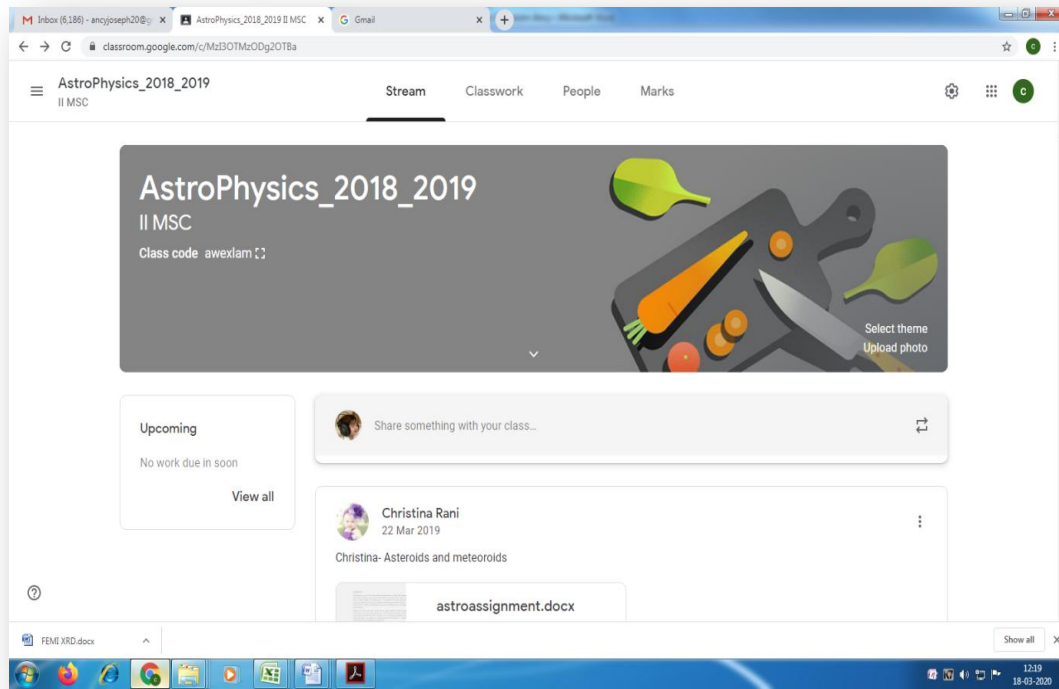 Inbox (6,186) - ancyjoseph20@g
AstroPhysics_2018_2019 II MSC
Gmail
classroom.google.com/c/MzI3OTMzODg2OTBa
AstroPhysics_2018_2019
II MSC
Stream Classwork People Marks
C
AstroPhysics_2018_2019
II MSC
Class code awexlam
Select theme
Upload photo
Upcoming
No work due in soon
View all
Share something with your class...
Christina Rani
22 Mar 2019
Christina- Asteroids and meteoroids
astroassignment.docx
FEMI XRD.docx
Show all
12:19
18-03-2020